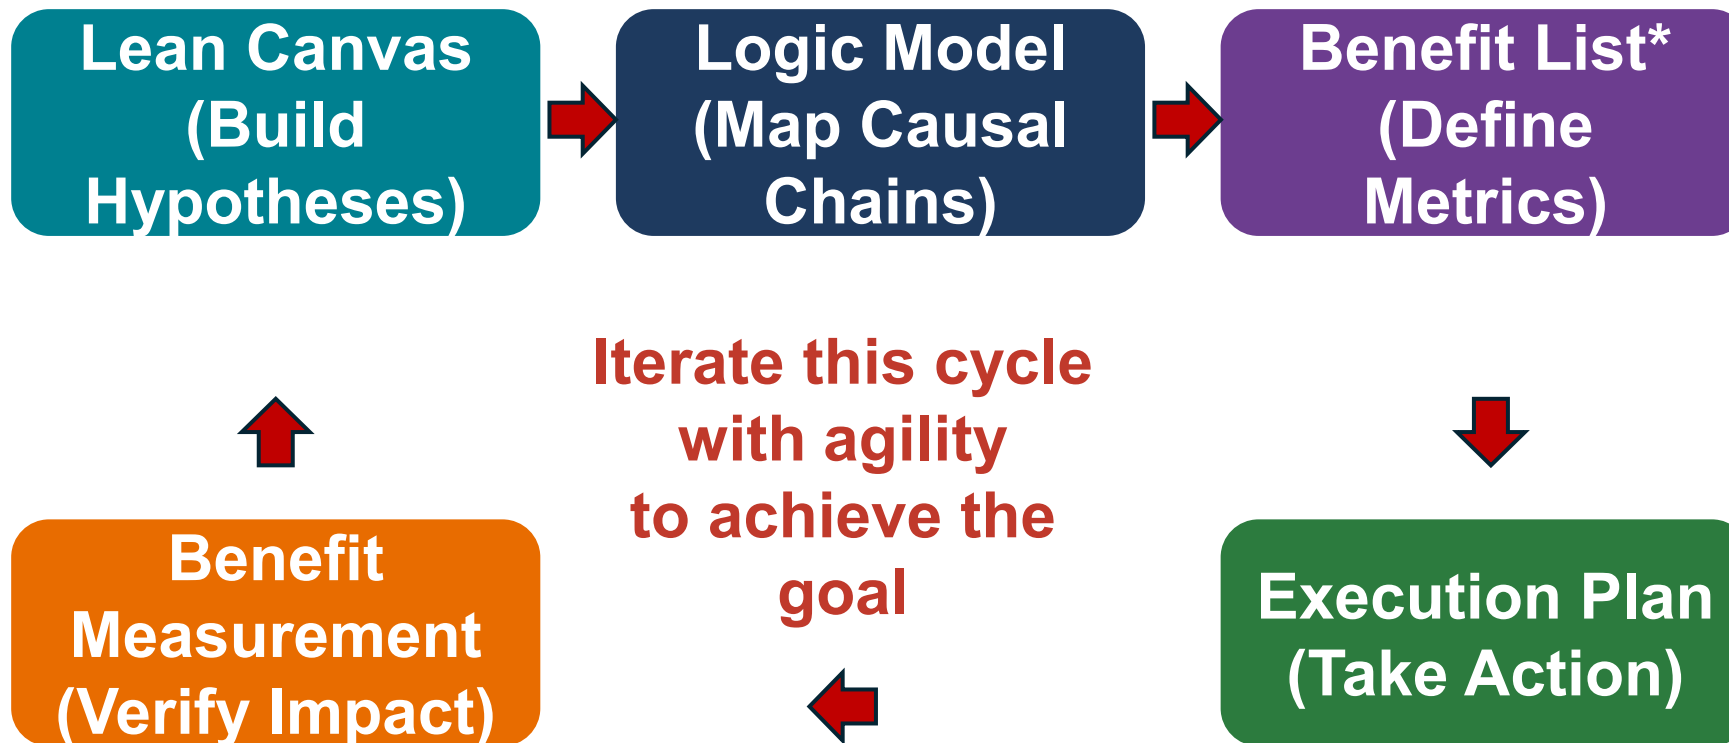 Lean Canvas
(Build
Hypotheses)
Logic Model
(Map Causal
Chains)
Benefit List*
(Define
Metrics)
Iterate this cycle
with agility
to achieve the
goal
Benefit
Measurement
(Verify Impact)
Execution Plan
(Take Action)